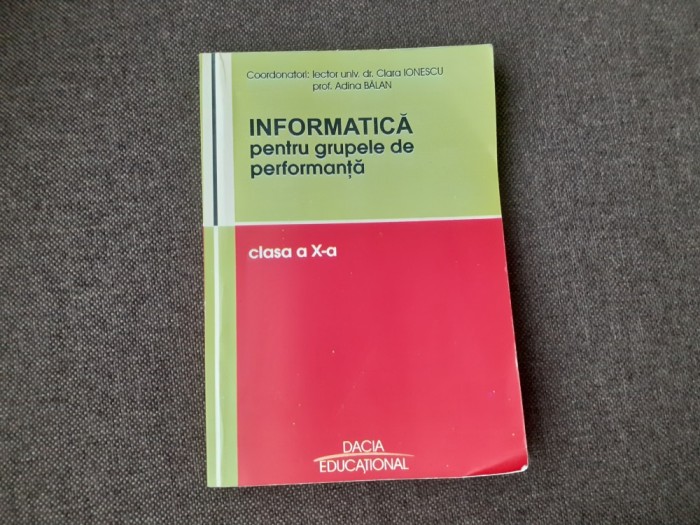 Coordonatori: lector univ. dr. Clara IONESCU
prof. Adina BĂLAN
INFORMATICĂ
pentru grupele de
performanță
clasa a X-a
DACIA
EDUCAȚIONAL